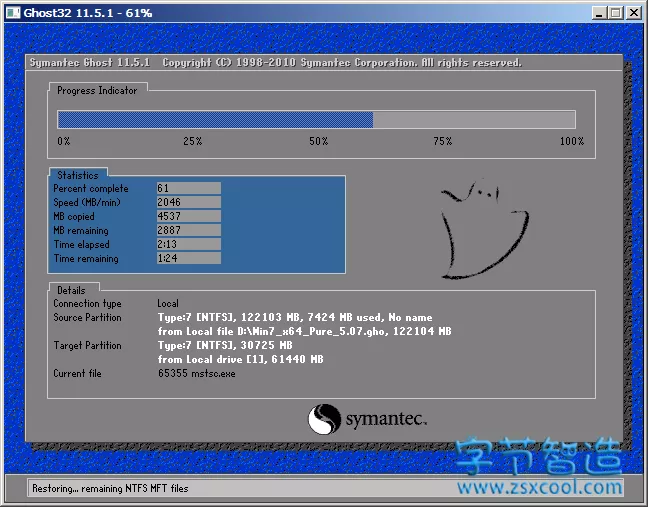 Ghost32 11.5.1 - 61%
Symantec Ghost 11.5.1 Copyright (C) 1998-2010 Symantec Corporation. All rights reserved.
Progress Indicator
0% 25% 50% 75% 100%
Statistics
Percent complete 61
Speed (MB/min) 2046
MB copied 4537
MB remaining 2887
Time elapsed 2:13
Time remaining 1:24
Details
Connection type Local
Source Partition Type:7 [NTFS], 122103 MB, 7424 MB used, No name
from Local file D:\Win7_x64_Pure_5.07.gho, 122104 MB
Target Partition Type:7 [NTFS], 30725 MB
from Local drive [1], 61440 MB
Current file 65355 mstsc.exe
symantec.
字节智造
www.zsxcool.com
Restoring... remaining NTFS MFT files